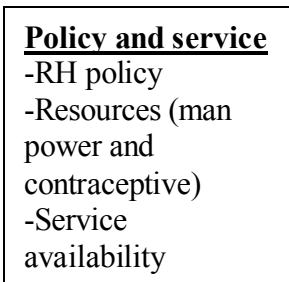 Policy and service
-RH policy
-Resources (man
power and
contraceptive)
-Service
availability